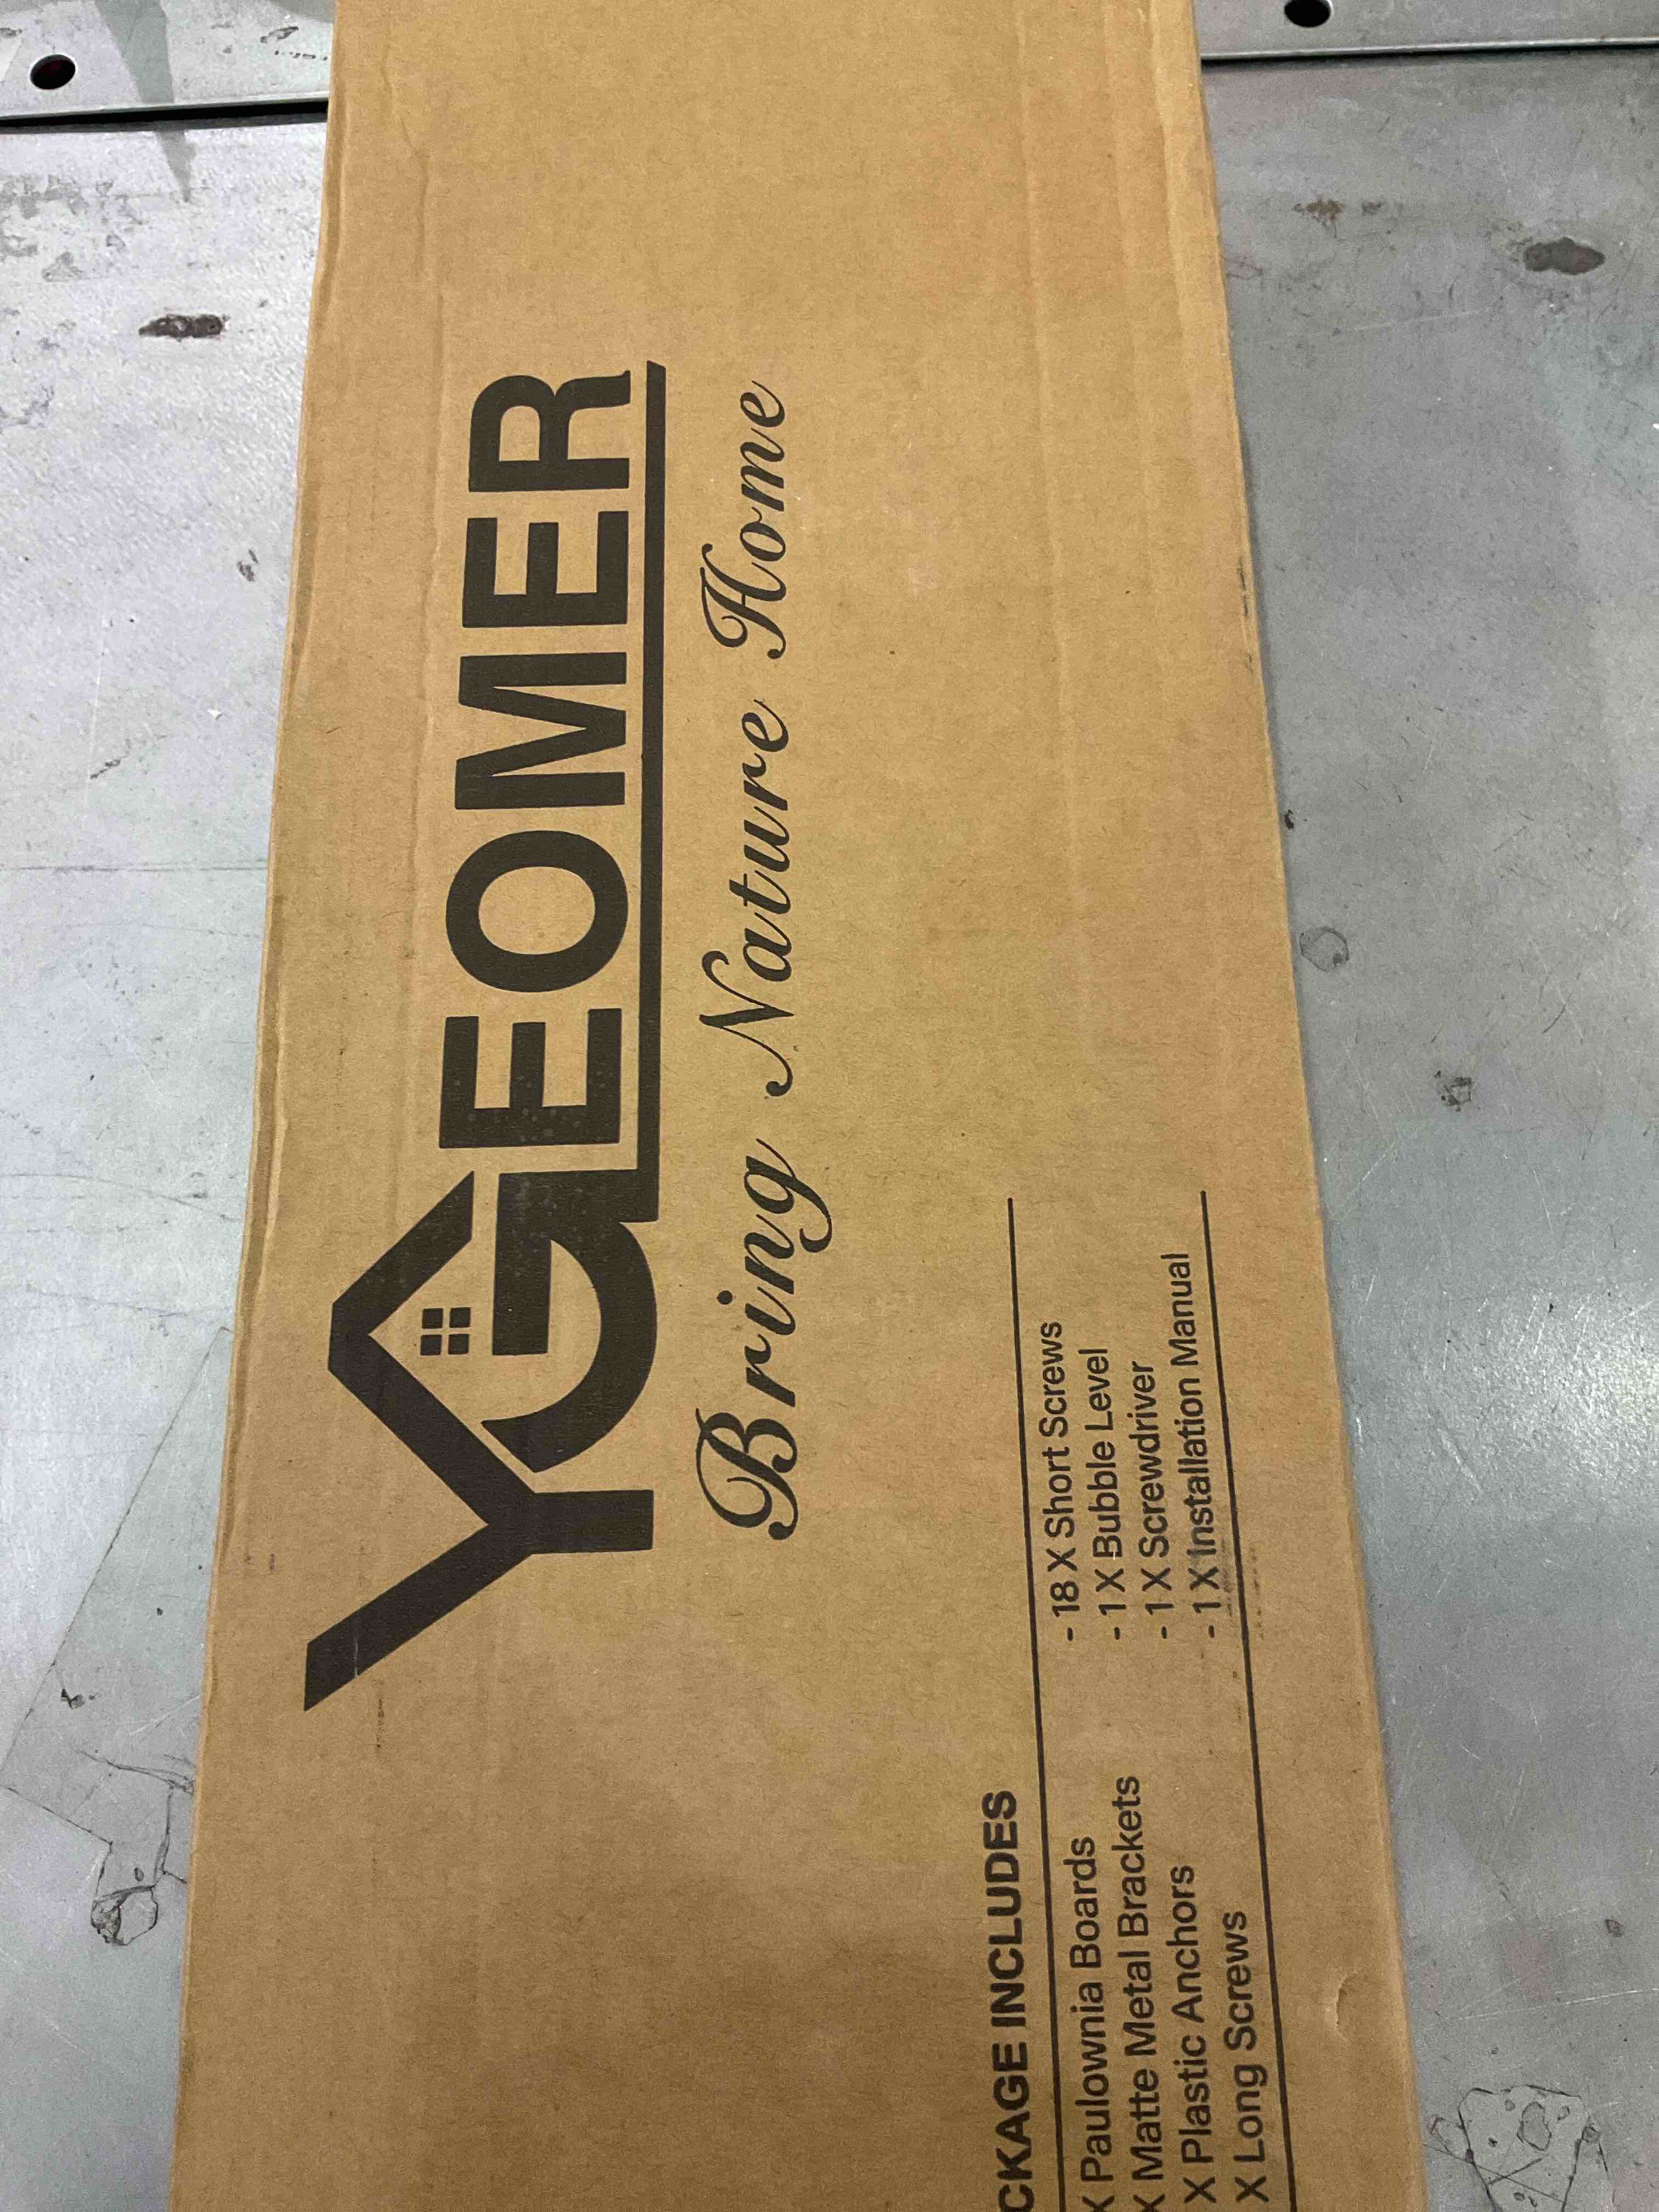 YGEOMER
Bring Nature Home
CKAGE INCLUDES
X Paulownia Boards
X Matte Metal Brackets
X Plastic Anchors
X Long Screws
- 18 X Short Screws
- 1 X Bubble Level
- 1 X Screwdriver
- 1 X Installation Manual